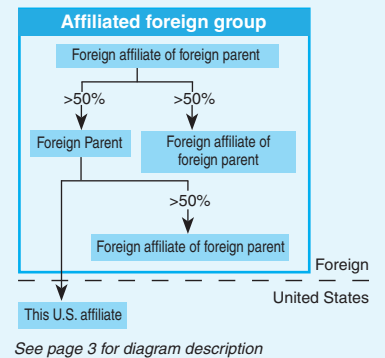 Affiliated foreign group
Foreign affiliate of foreign parent
>50%
>50%
Foreign Parent
Foreign affiliate of
foreign parent
>50%
Foreign affiliate of foreign parent
Foreign
United States
This U.S. affiliate
See page 3 for diagram description